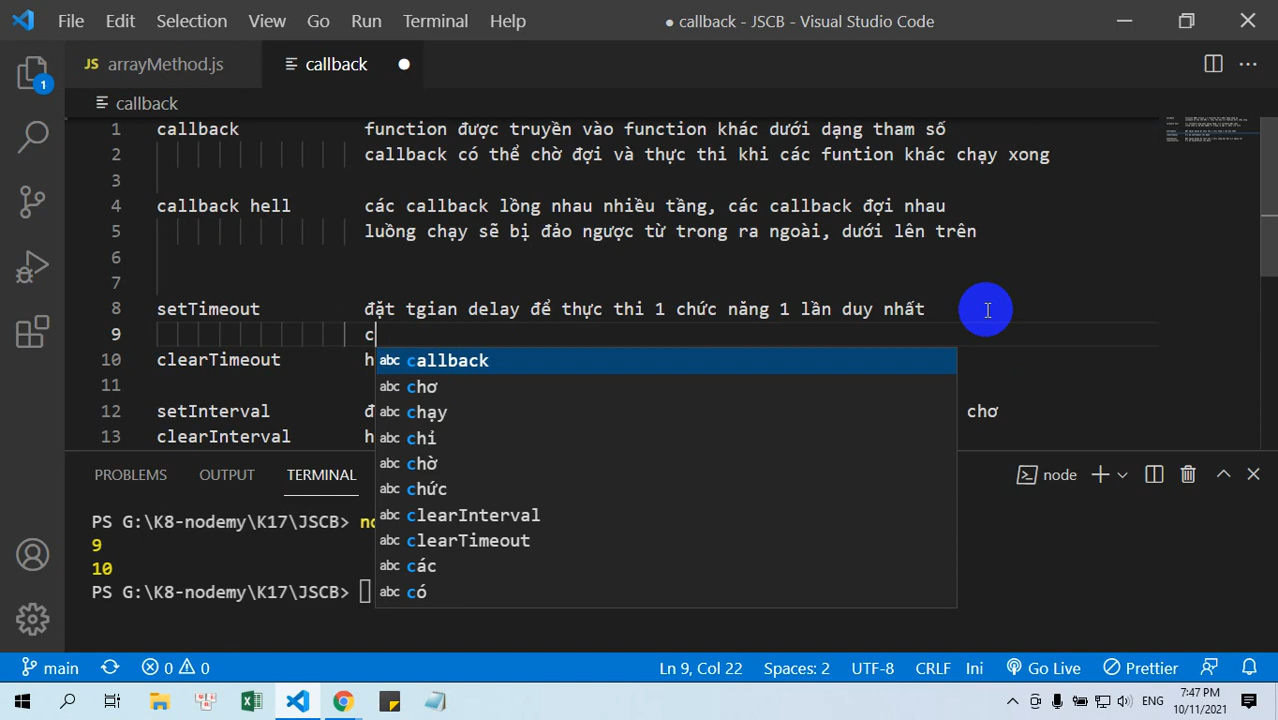 File Edit Selection View Go Run Terminal Help ● callback - JSCB - Visual Studio Code
JS arrayMethod.js callback
callback
1 callback function được truyền vào function khác dưới dạng tham số
2 callback có thể chờ đợi và thực thi khi các funtion khác chạy xong
3
4 callback hell các callback lồng nhau nhiều tầng, các callback đợi nhau
5 luồng chạy sẽ bị đảo ngược từ trong ra ngoài, dưới lên trên
6
7
8 setTimeout đặt tgian delay để thực thi 1 chức năng 1 lần duy nhất
9 c
abc callback
10 clearTimeout h
abc chơ
11
abc chạy
12 setInterval đ chơ
abc chỉ
13 clearInterval h
abc chờ
abc chức
abc clearInterval
abc clearTimeout
abc các
abc có
PROBLEMS OUTPUT TERMINAL node
PS G:\K8-nodemy\K17\JSCB> no
9
10
PS G:\K8-nodemy\K17\JSCB>
main 0 0 Ln 9, Col 22 Spaces: 2 UTF-8 CRLF Ini Go Live Prettier
ENG 7:47 PM
10/11/2021
1